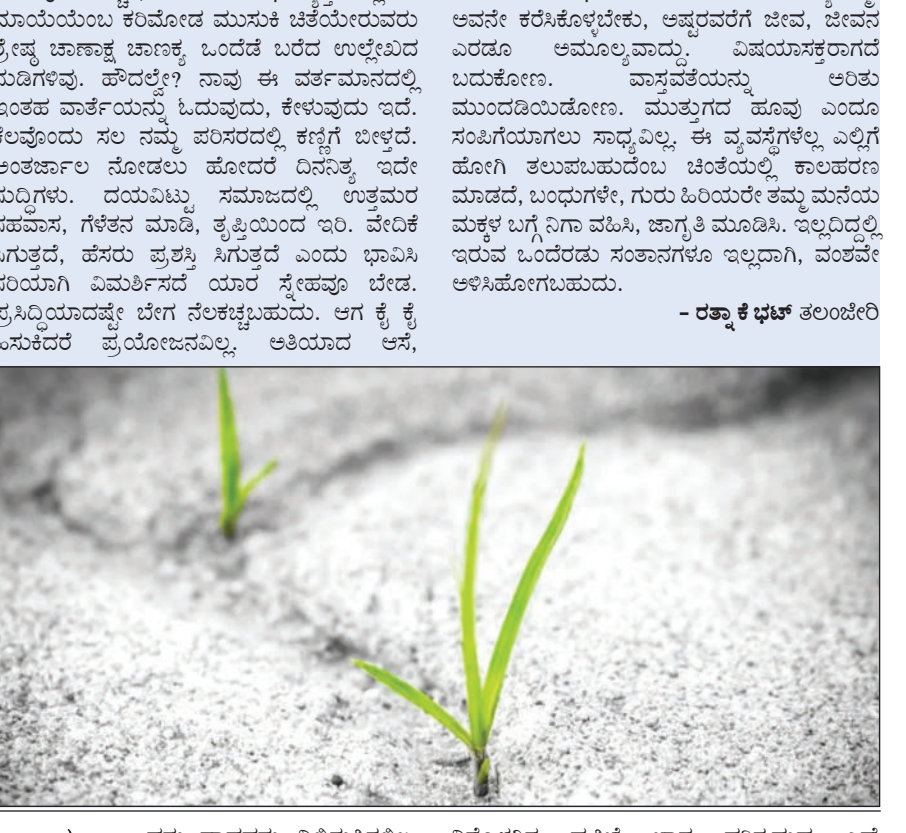 ಮಾಯೆಯೆಂಬ ಕರಿಮೋಡ ಮುಸುಕಿ ಚಿತೆಯೇರುವರು
ಶ್ರೇಷ್ಠ ಚಾಣಾಕ್ಷ ಚಾಣಕ್ಯ ಒಂದೆಡೆ ಬರೆದ ಉಲ್ಲೇಖದ
ನುಡಿಗಳಿವು. ಹೌದಲ್ವೇ? ನಾವು ಈ ವರ್ತಮಾನದಲ್ಲಿ
ಇಂತಹ ವಾರ್ತೆಯನ್ನು ಓದುವುದು, ಕೇಳುವುದು ಇದೆ.
ಕೆಲವೊಂದು ಸಲ ನಮ್ಮ ಪರಿಸರದಲ್ಲಿ ಕಣ್ಣಿಗೆ ಬೀಳ್ತದೆ.
ಅಂತರ್ಜಾಲ ನೋಡಲು ಹೋದರೆ ದಿನನಿತ್ಯ ಇದೇ
ಸುದ್ದಿಗಳು. ದಯವಿಟ್ಟು ಸಮಾಜದಲ್ಲಿ ಉತ್ತಮರ
ಸಹವಾಸ, ಗೆಳೆತನ ಮಾಡಿ, ತೃಪ್ತಿಯಿಂದ ಇರಿ. ವೇದಿಕೆ
ಸಿಗುತ್ತದೆ, ಹೆಸರು ಪ್ರಶಸ್ತಿ ಸಿಗುತ್ತದೆ ಎಂದು ಭಾವಿಸಿ
ಸರಿಯಾಗಿ ವಿಮರ್ಶಿಸದೆ ಯಾರ ಸ್ನೇಹವೂ ಬೇಡ.
ಪ್ರಸಿದ್ಧಿಯಾದಷ್ಟೇ ಬೇಗ ನೆಲಕಚ್ಚಬಹುದು. ಆಗ ಕೈ ಕೈ
ಹಿಸುಕಿದರೆ ಪ್ರಯೋಜನವಿಲ್ಲ. ಅತಿಯಾದ ಆಸೆ,
ಅವನೇ ಕರೆಸಿಕೊಳ್ಳಬೇಕು, ಅಷ್ಟರವರೆಗೆ ಜೀವ, ಜೀವನ
ಎರಡೂ ಅಮೂಲ್ಯವಾದ್ದು. ವಿಷಯಾಸಕ್ತರಾಗದೆ
ಬದುಕೋಣ. ವಾಸ್ತವತೆಯನ್ನು ಅರಿತು
ಮುಂದಡಿಯಿಡೋಣ. ಮುತ್ತುಗದ ಹೂವು ಎಂದೂ
ಸಂಪಿಗೆಯಾಗಲು ಸಾಧ್ಯವಿಲ್ಲ. ಈ ವ್ಯವಸ್ಥೆಗಳೆಲ್ಲ ಎಲ್ಲಿಗೆ
ಹೋಗಿ ತಲುಪಬಹುದೆಂಬ ಚಿಂತೆಯಲ್ಲಿ ಕಾಲಹರಣ
ಮಾಡದೆ, ಬಂಧುಗಳೇ, ಗುರು ಹಿರಿಯರೇ ತಮ್ಮ ಮನೆಯ
ಮಕ್ಕಳ ಬಗ್ಗೆ ನಿಗಾ ವಹಿಸಿ, ಜಾಗೃತಿ ಮೂಡಿಸಿ. ಇಲ್ಲದಿದ್ದಲ್ಲಿ
ಇರುವ ಒಂದೆರಡು ಸಂತಾನಗಳೂ ಇಲ್ಲದಾಗಿ, ವಂಶವೇ
ಅಳಿಸಿಹೋಗಬಹುದು.
– ರತ್ನಾ ಕೆ ಭಟ್ ತಲಂಜೇರಿ